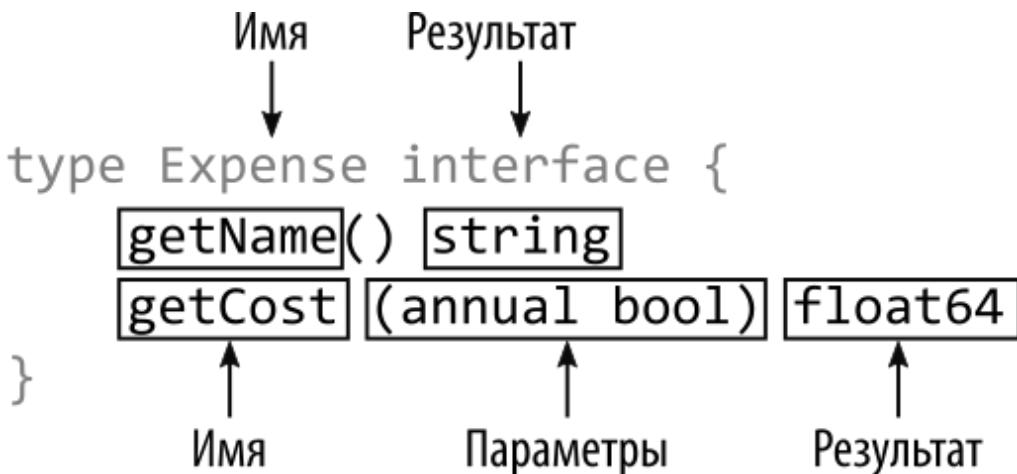 Имя Результат
type Expense interface {
getName() string
getCost (annual bool) float64
}
Имя Параметры Результат